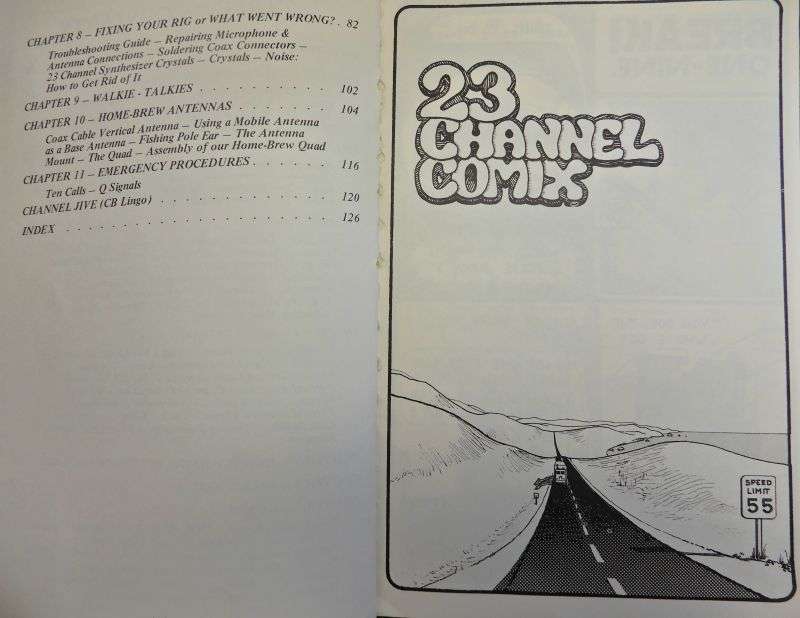 CHAPTER 8 – FIXING YOUR RIG or WHAT WENT WRONG? . 82
Troubleshooting Guide – Repairing Microphone &
Antenna Connections – Soldering Coax Connectors –
23 Channel Synthesizer Crystals – Crystals – Noise:
How to Get Rid of It
CHAPTER 9 – WALKIE - TALKIES . . . . . . . . . . 102
CHAPTER 10 – HOME-BREW ANTENNAS . . . . . . . 104
Coax Cable Vertical Antenna – Using a Mobile Antenna
as a Base Antenna – Fishing Pole Ear – The Antenna
Mount – The Quad – Assembly of our Home-Brew Quad
CHAPTER 11 – EMERGENCY PROCEDURES . . . . . . 116
Ten Calls – Q Signals
CHANNEL JIVE (CB Lingo) . . . . . . . . . . . . 120
INDEX . . . . . . . . . . . . . . . . . . 126
23
CHANNEL
COMIX
SPEED
LIMIT
55